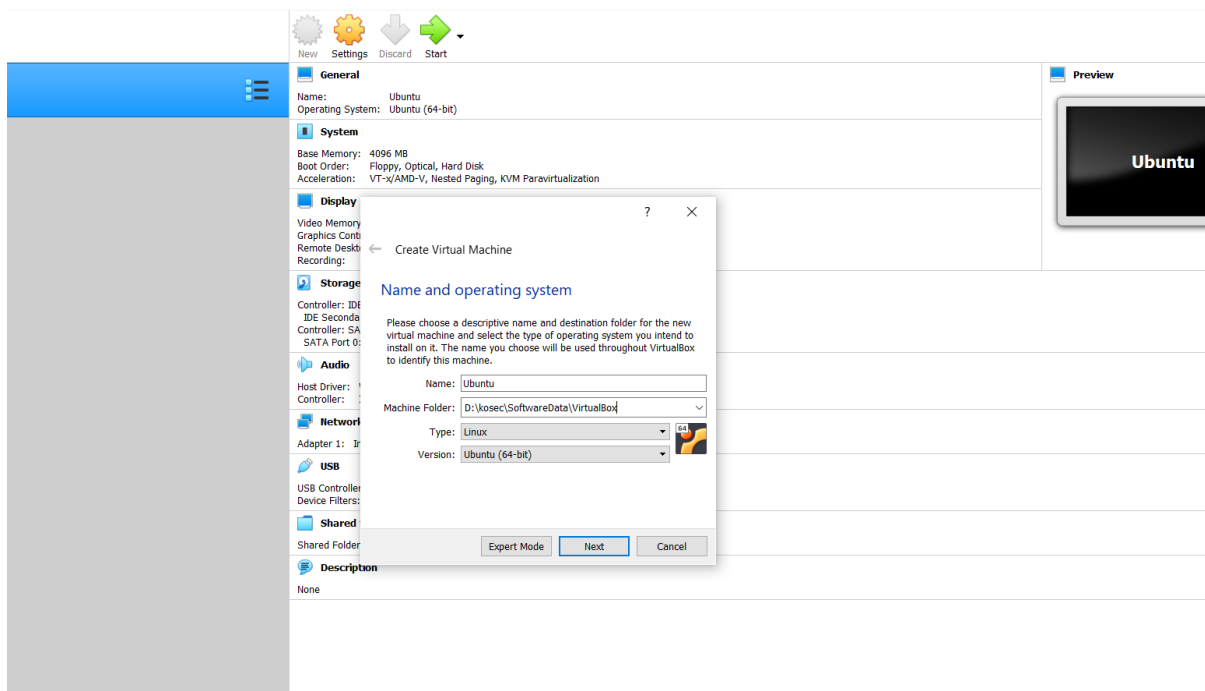 New Settings Discard Start
General
Name: Ubuntu
Operating System: Ubuntu (64-bit)
System
Base Memory: 4096 MB
Boot Order: Floppy, Optical, Hard Disk
Acceleration: VT-x/AMD-V, Nested Paging, KVM Paravirtualization
Display
Video Memory
Graphics Cont
Remote Deskt
Recording:
Storage
Controller: IDE
IDE Seconda
Controller: SA
SATA Port 0:
Audio
Host Driver:
Controller:
Network
Adapter 1: Ir
USB
USB Controller
Device Filters:
Shared
Shared Folder
Description
None
Preview
Ubuntu
?
Create Virtual Machine
Name and operating system
Please choose a descriptive name and destination folder for the new
virtual machine and select the type of operating system you intend to
install on it. The name you choose will be used throughout VirtualBox
to identify this machine.
Name: Ubuntu
Machine Folder: D:\kosec\SoftwareData\VirtualBox
Type: Linux
64
Version: Ubuntu (64-bit)
Expert Mode Next Cancel